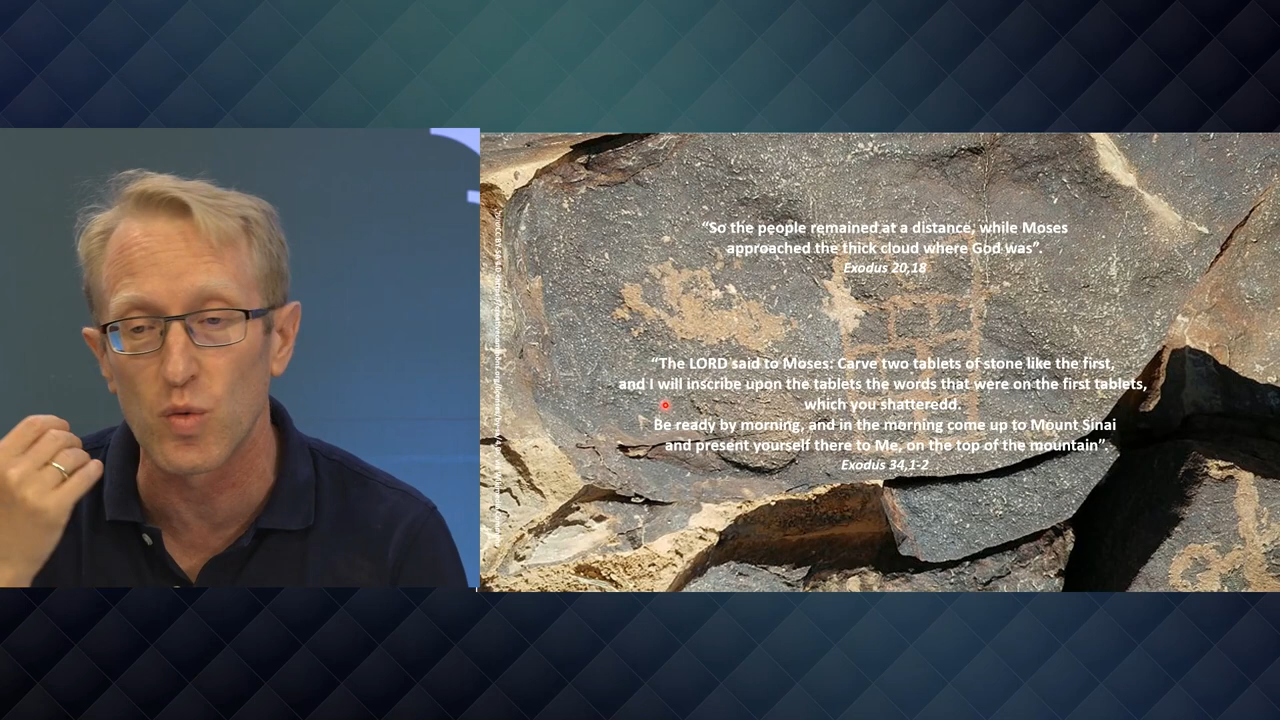 “So the people remained at a distance, while Moses
approached the thick cloud where God was”.
Exodus 20,18
“The LORD said to Moses: Carve two tablets of stone like the first,
and I will inscribe upon the tablets the words that were on the first tablets,
which you shatteredd.
Be ready by morning, and in the morning come up to Mount Sinai
and present yourself there to Me, on the top of the mountain”.
Exodus 34,1-2